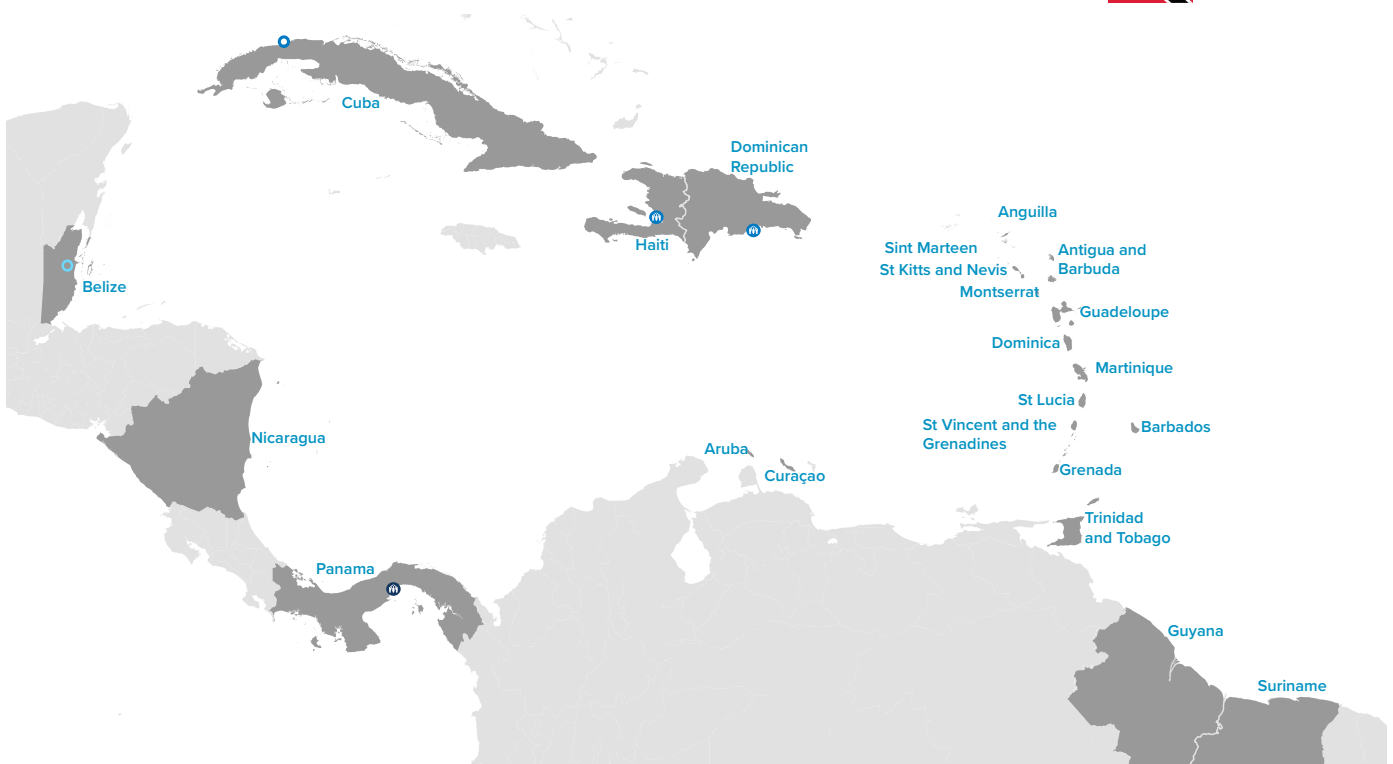 Cuba
Dominican
Republic
Haiti
Anguilla
Sint Marteen
Antigua and
Barbuda
St Kitts and Nevis
Montserrat
Belize
Guadeloupe
Dominica
Martinique
St Lucia
St Vincent and the
Grenadines
Barbados
Nicaragua
Aruba
Curaçao
Grenada
Trinidad
and Tobago
Panama
Guyana
Suriname